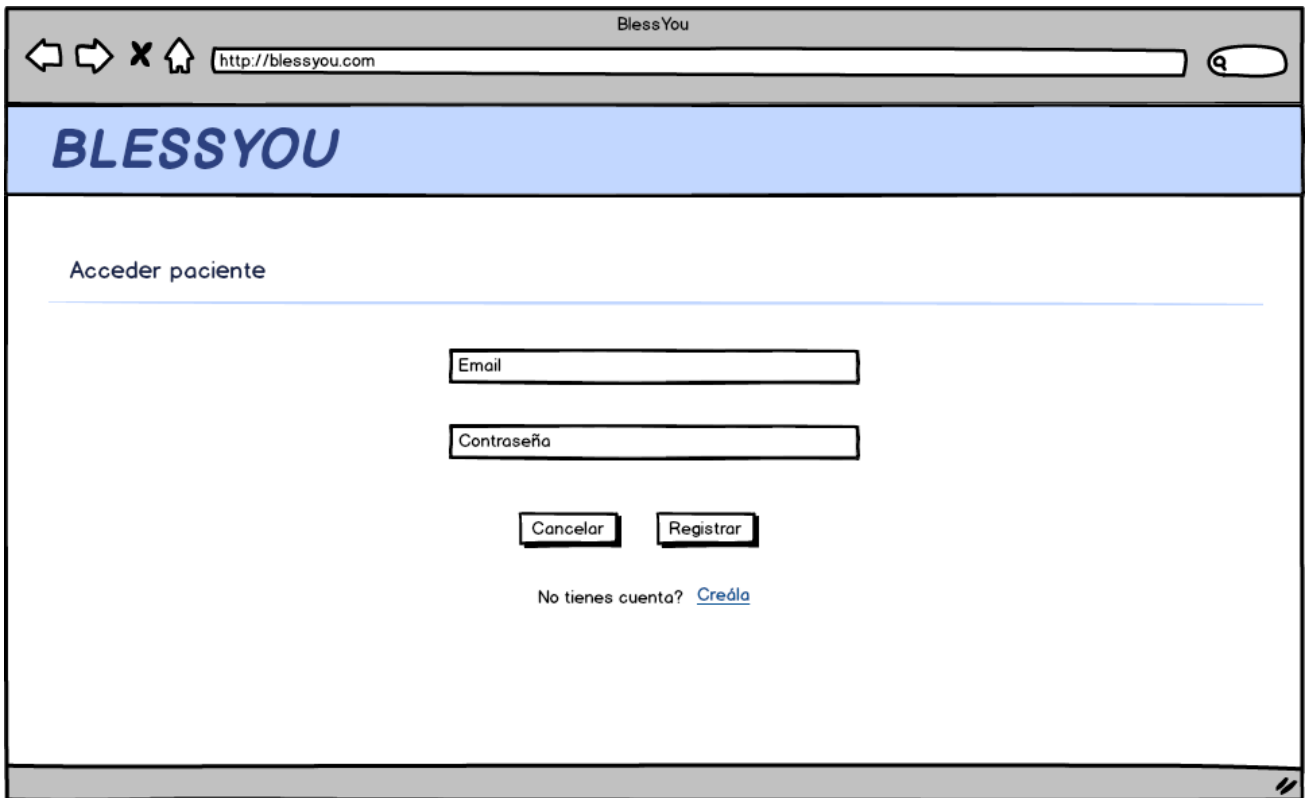 BlessYou
http://blessyou.com
BLESSYOU
Acceder paciente
Email
Contraseña
Cancelar Registrar
No tienes cuenta? Creála